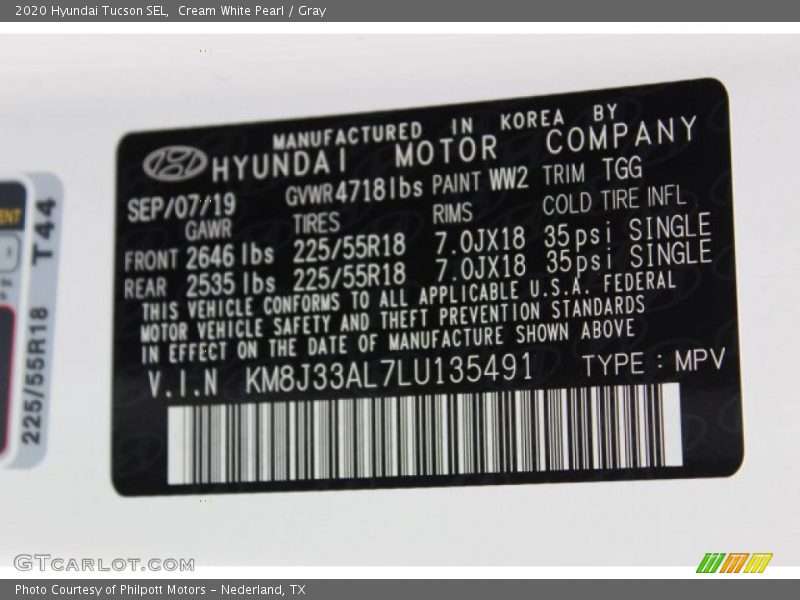 2020 Hyundai Tucson SEL,  Cream White Pearl / Gray
MANUFACTURED IN KOREA BY
HYUNDAI MOTOR COMPANY
SEP/07/19 GVWR 4718lbs PAINT WW2 TRIM TGG
GAWR TIRES RIMS COLD TIRE INFL
FRONT 2646 lbs 225/55R18 7.0JX18 35psi SINGLE
REAR 2535 lbs 225/55R18 7.0JX18 35psi SINGLE
THIS VEHICLE CONFORMS TO ALL APPLICABLE U.S.A. FEDERAL
MOTOR VEHICLE SAFETY AND THEFT PREVENTION STANDARDS
IN EFFECT ON THE DATE OF MANUFACTURE SHOWN ABOVE
V.I.N KM8J33AL7LU135491 TYPE : MPV
225/55R18 T44
GTCARLOT.COM
Photo Courtesy of Philpott Motors - Nederland, TX